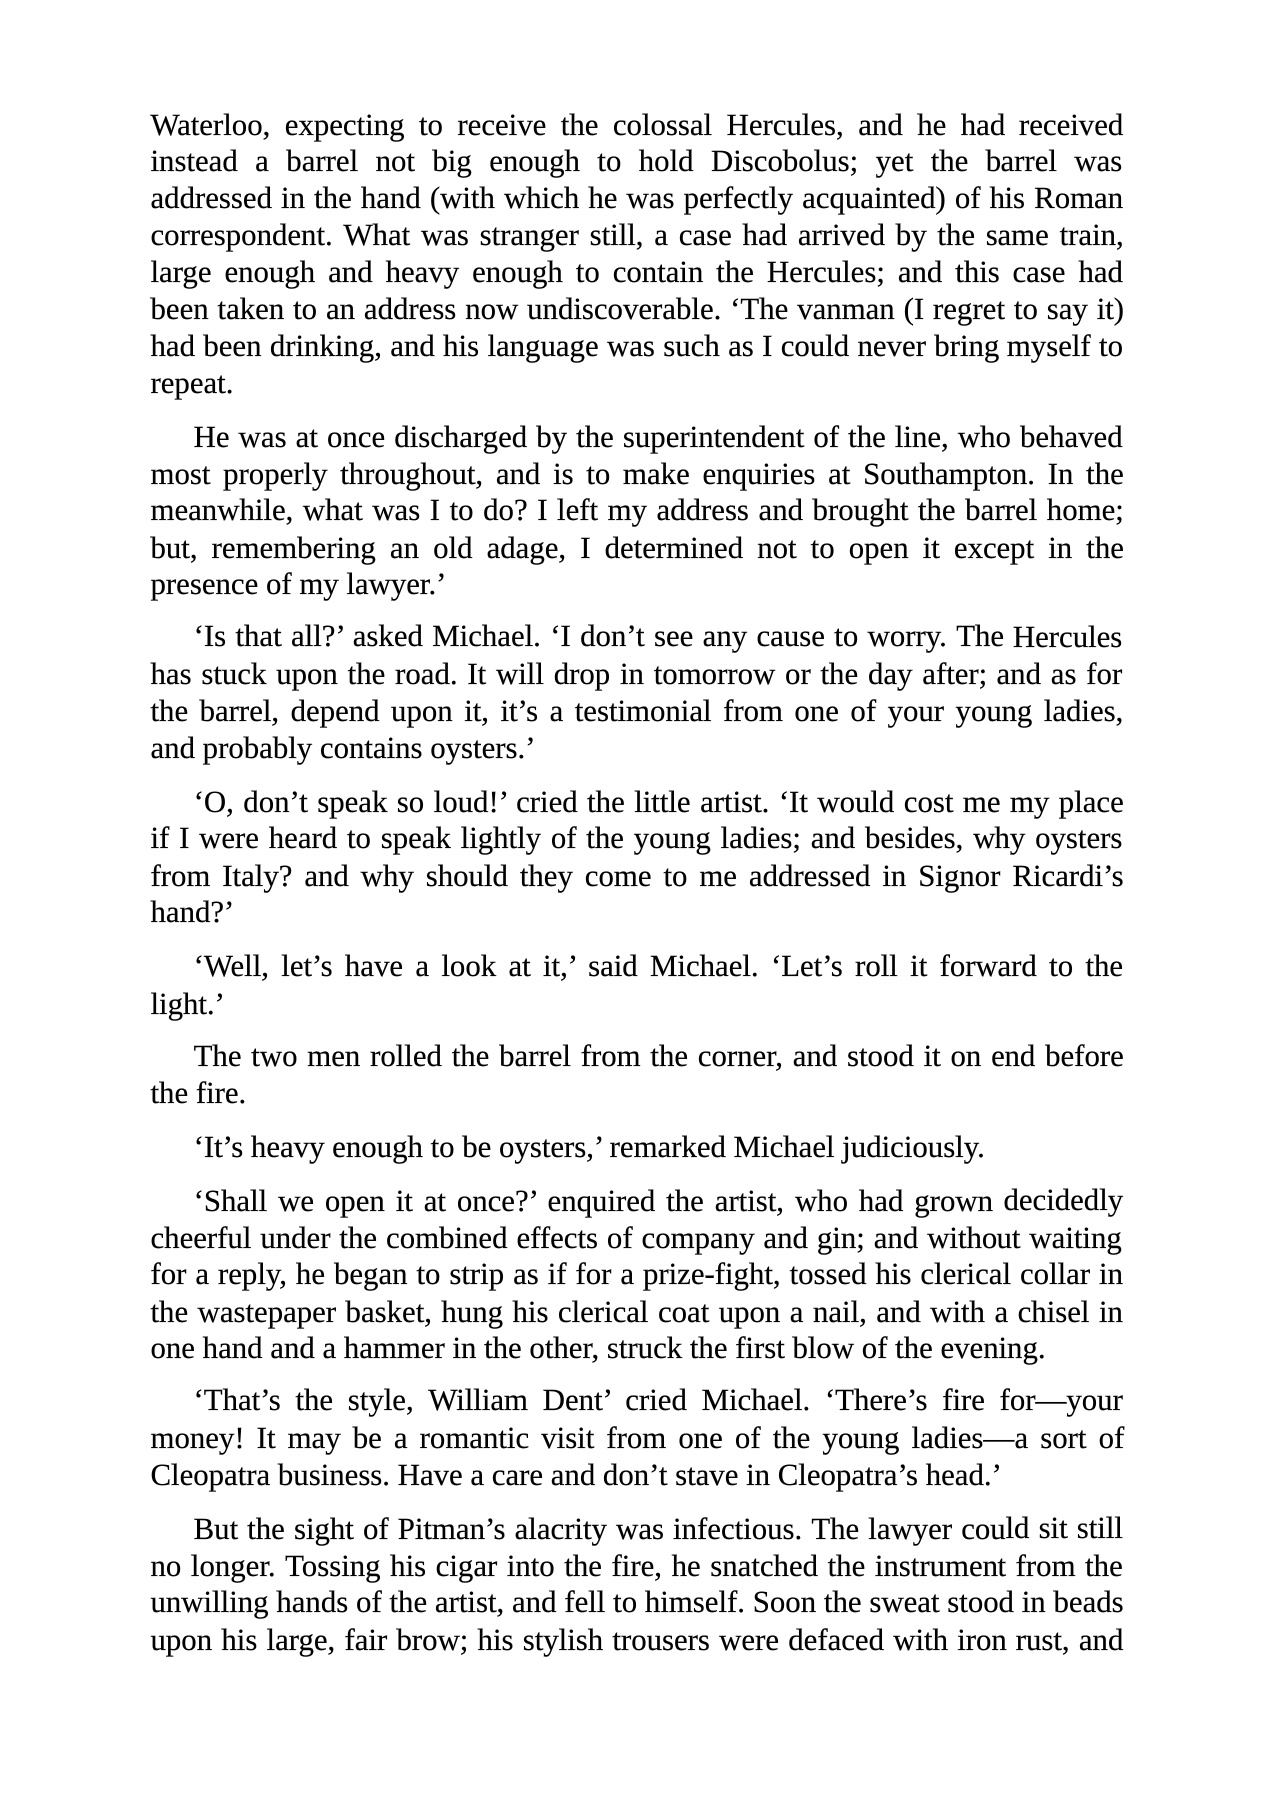 Waterloo, expecting to receive the colossal Hercules, and he had received
instead a barrel not big enough to hold Discobolus; yet the barrel was
addressed in the hand (with which he was perfectly acquainted) of his Roman
correspondent. What was stranger still, a case had arrived by the same train,
large enough and heavy enough to contain the Hercules; and this case had
been taken to an address now undiscoverable. ‘The vanman (I regret to say it)
had been drinking, and his language was such as I could never bring myself to
repeat.
He was at once discharged by the superintendent of the line, who behaved
most properly throughout, and is to make enquiries at Southampton. In the
meanwhile, what was I to do? I left my address and brought the barrel home;
but, remembering an old adage, I determined not to open it except in the
presence of my lawyer.’
‘Is that all?’ asked Michael. ‘I don’t see any cause to worry. The Hercules
has stuck upon the road. It will drop in tomorrow or the day after; and as for
the barrel, depend upon it, it’s a testimonial from one of your young ladies,
and probably contains oysters.’
‘O, don’t speak so loud!’ cried the little artist. ‘It would cost me my place
if I were heard to speak lightly of the young ladies; and besides, why oysters
from Italy? and why should they come to me addressed in Signor Ricardi’s
hand?’
‘Well, let’s have a look at it,’ said Michael. ‘Let’s roll it forward to the
light.’
The two men rolled the barrel from the corner, and stood it on end before
the fire.
‘It’s heavy enough to be oysters,’ remarked Michael judiciously.
‘Shall we open it at once?’ enquired the artist, who had grown decidedly
cheerful under the combined effects of company and gin; and without waiting
for a reply, he began to strip as if for a prize-fight, tossed his clerical collar in
the wastepaper basket, hung his clerical coat upon a nail, and with a chisel in
one hand and a hammer in the other, struck the first blow of the evening.
‘That’s the style, William Dent’ cried Michael. ‘There’s fire for—your
money! It may be a romantic visit from one of the young ladies—a sort of
Cleopatra business. Have a care and don’t stave in Cleopatra’s head.’
But the sight of Pitman’s alacrity was infectious. The lawyer could sit still
no longer. Tossing his cigar into the fire, he snatched the instrument from the
unwilling hands of the artist, and fell to himself. Soon the sweat stood in beads
upon his large, fair brow; his stylish trousers were defaced with iron rust, and